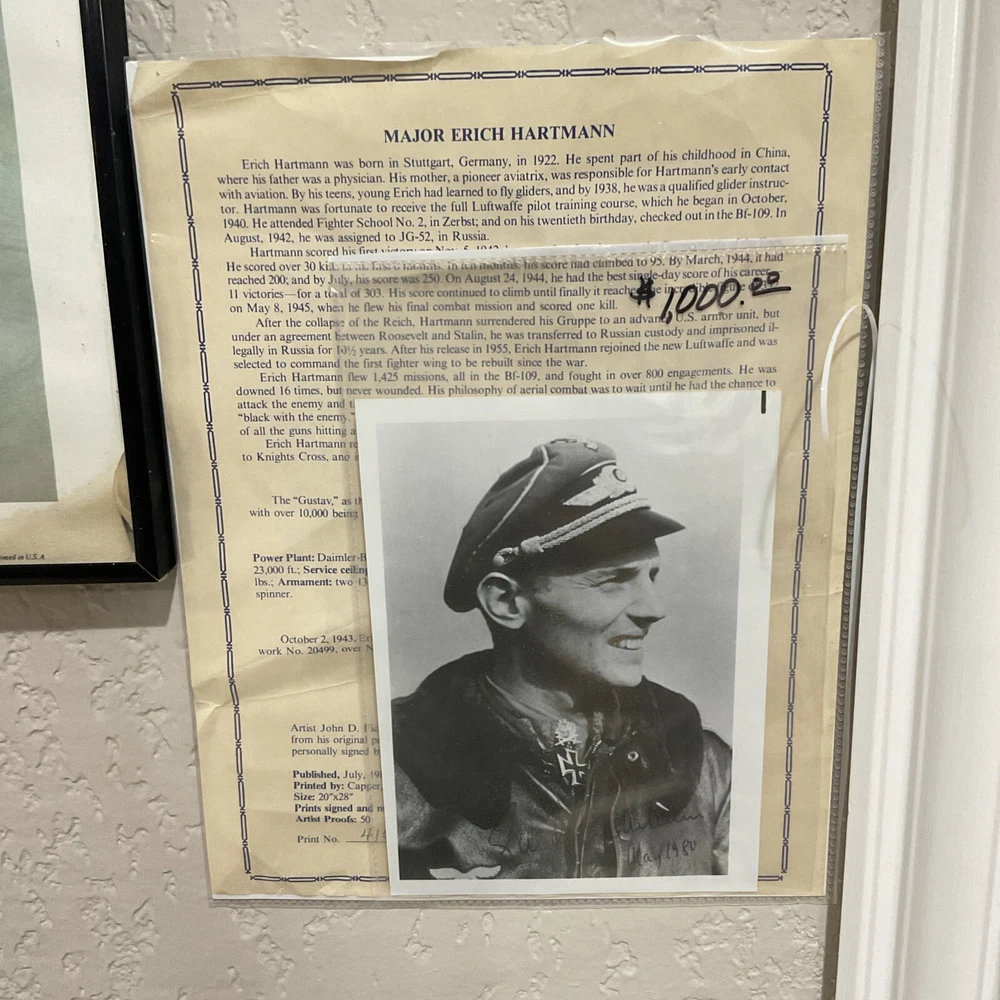 MAJOR ERICH HARTMANN
Erich Hartmann was born in Stuttgart, Germany, in 1922. He spent part of his childhood in China,
where his father was a physician. His mother, a pioneer aviatrix, was responsible for Hartmann's early contact
with aviation. By his teens, young Erich had learned to fly gliders, and by 1938, he was a qualified glider instruc-
tor. Hartmann was fortunate to receive the full Luftwaffe pilot training course, which he began in October,
1940. He attended Fighter School No. 2, in Zerbst; and on his twentieth birthday, checked out in the Bf-109. In
August, 1942, he was assigned to JG-52, in Russia.
Hartmann scored his first victory on Nov. 5, 1942,
He scored over 30 in ten months, his score had climbed to 95. By March, 1944, it had
reached 200; and by July, his score was 250. On August 24, 1944, he had the best single-day score of his career
11 victories—for a total of 303. His score continued to climb until finally it
$1,000.00
on May 8, 1945, when he flew his final combat mission and scored one kill.
After the collapse of the Reich, Hartmann surrendered his Gruppe to an U.S. armor unit, but
under an agreement between Roosevelt and Stalin, he was transferred to Russian custody and imprisoned il-
legally in Russia for 10½ years. After his release in 1955, Erich Hartmann rejoined the new Luftwaffe and was
selected to command the first fighter wing to be rebuilt since the war.
Erich Hartmann flew 1,425 missions, all in the Bf-109, and fought in over 800 engagements. He was
downed 16 times, but never wounded. His philosophy of aerial combat was to wait until he had the chance to
attack the enemy and
"black with the enemy."
of all the guns hitting
Erich Hartmann
to Knights Cross, and
The "Gustav," as
with over 10,000 being
Power Plant:
23,000 ft.; Service ceiling
lbs.; Armament: two
spinner.
October 2, 1943,
work No. 20499, over
Artist John D.
from his original
personally signed
Published, July,
Printed by:
Size: 20"x28"
Prints signed and
Artist Proofs: 50
Print No.
May 1980
in U.S.A.